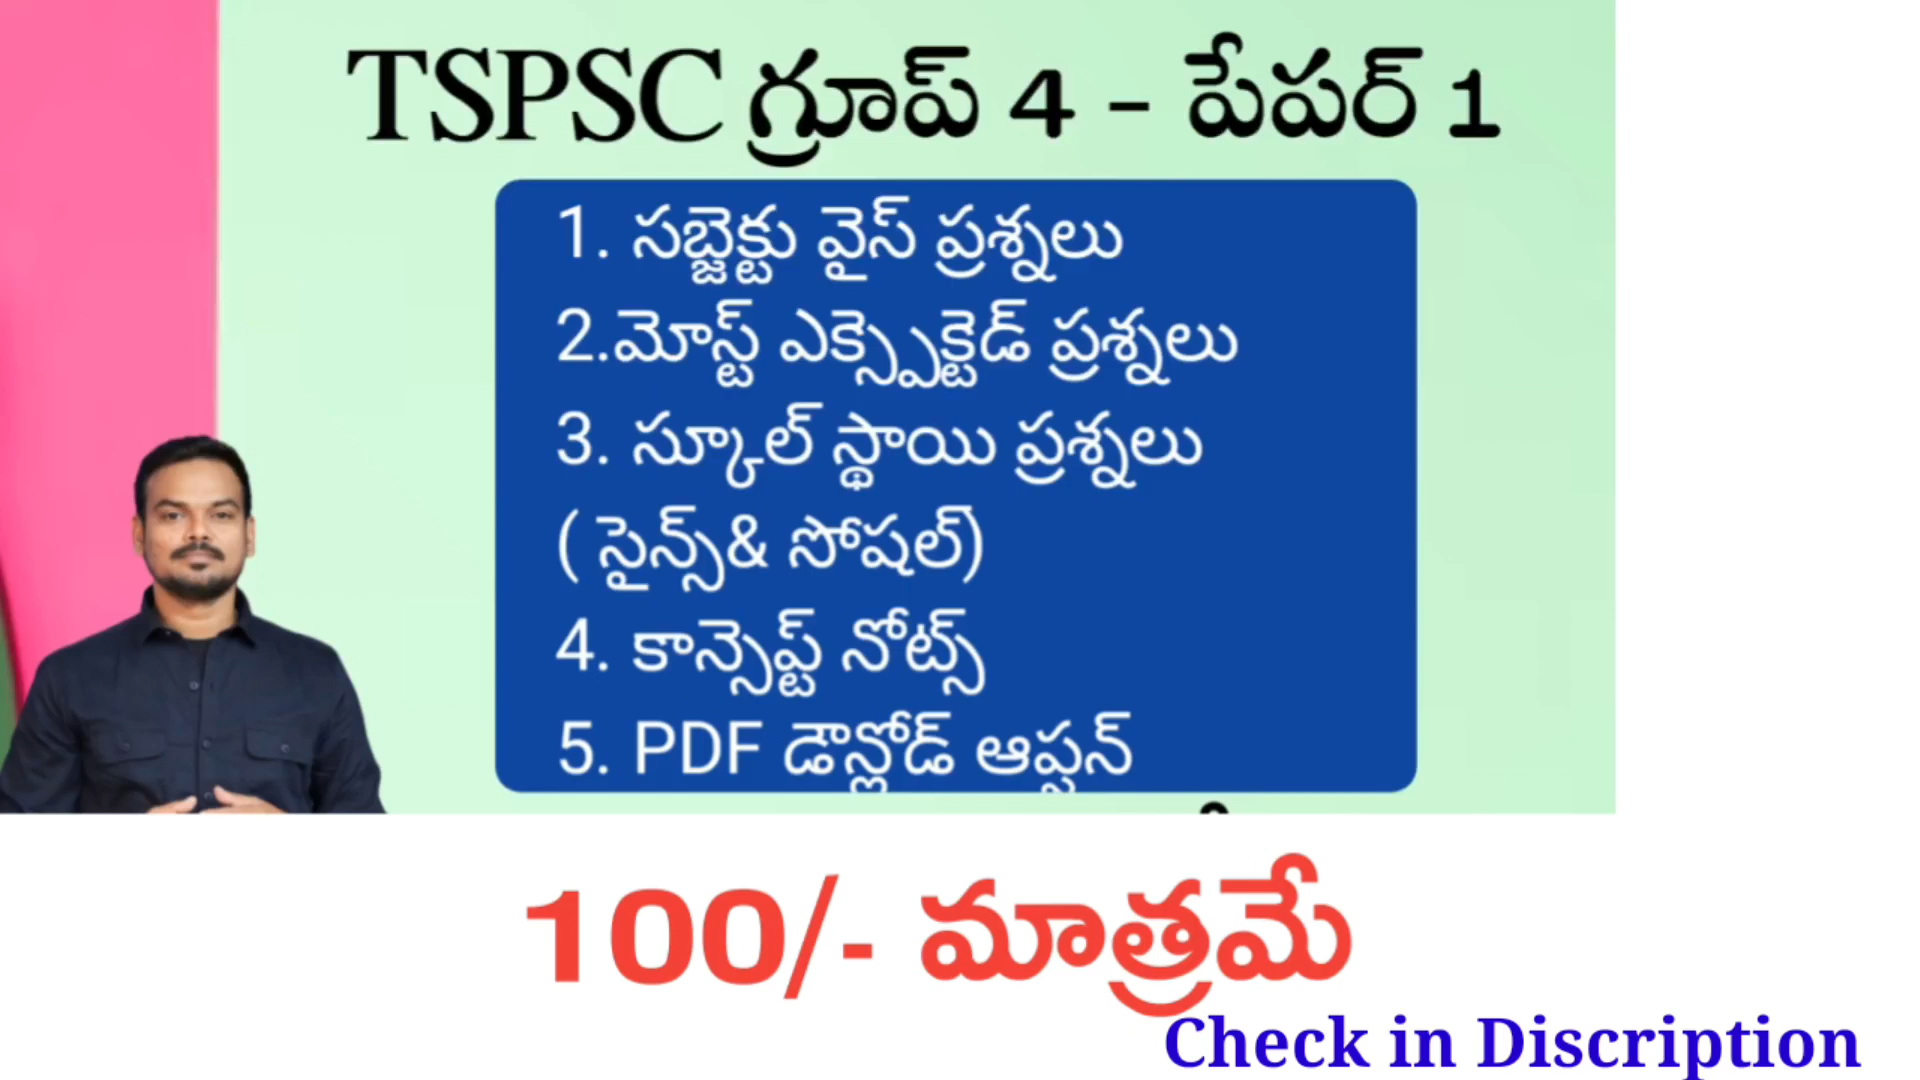 TSPSC గ్రూప్ 4 - పేపర్ 1
1. సబ్జెక్టు వైస్ ప్రశ్నలు
2.మోస్ట్ ఎక్స్పెక్టెడ్ ప్రశ్నలు
3. స్కూల్ స్థాయి ప్రశ్నలు
( సైన్స్& సోషల్)
4. కాన్సెప్ట్ నోట్స్
5. PDF డౌన్లోడ్ ఆప్షన్
100/- మాత్రమే
Check in Discription